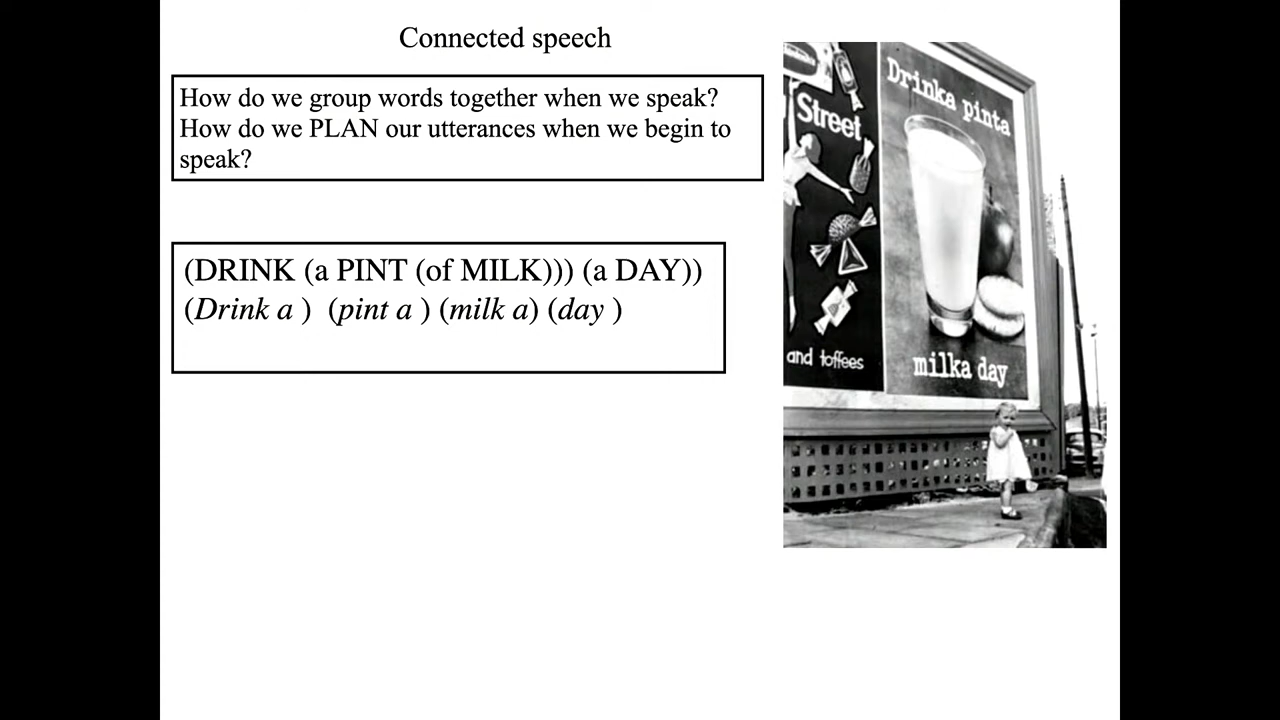 Connected speech
How do we group words together when we speak?
How do we PLAN our utterances when we begin to
speak?
(DRINK (a PINT (of MILK))) (a DAY))
(Drink a ) (pint a ) (milk a) (day )
Street
and toffees
Drinka pinta
milka day